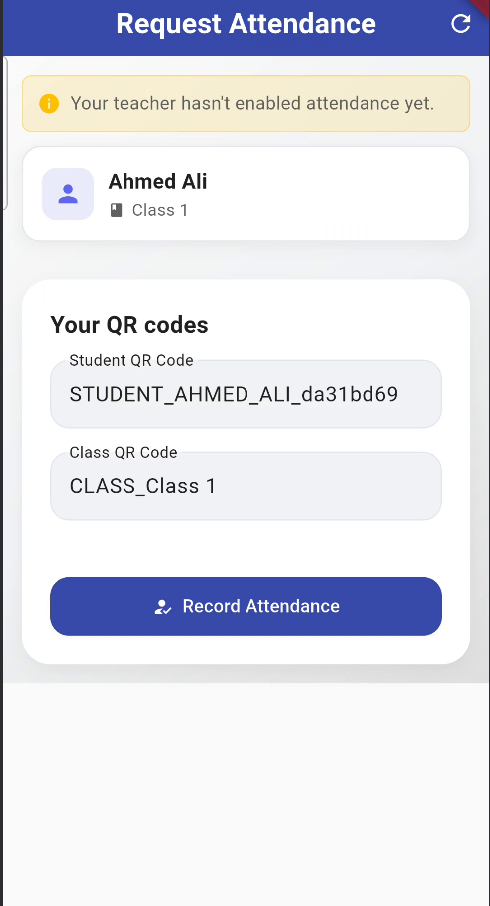 Request Attendance
Your teacher hasn't enabled attendance yet.
Ahmed Ali
Class 1
Your QR codes
Student QR Code
STUDENT_AHMED_ALI_da31bd69
Class QR Code
CLASS_Class 1
Record Attendance